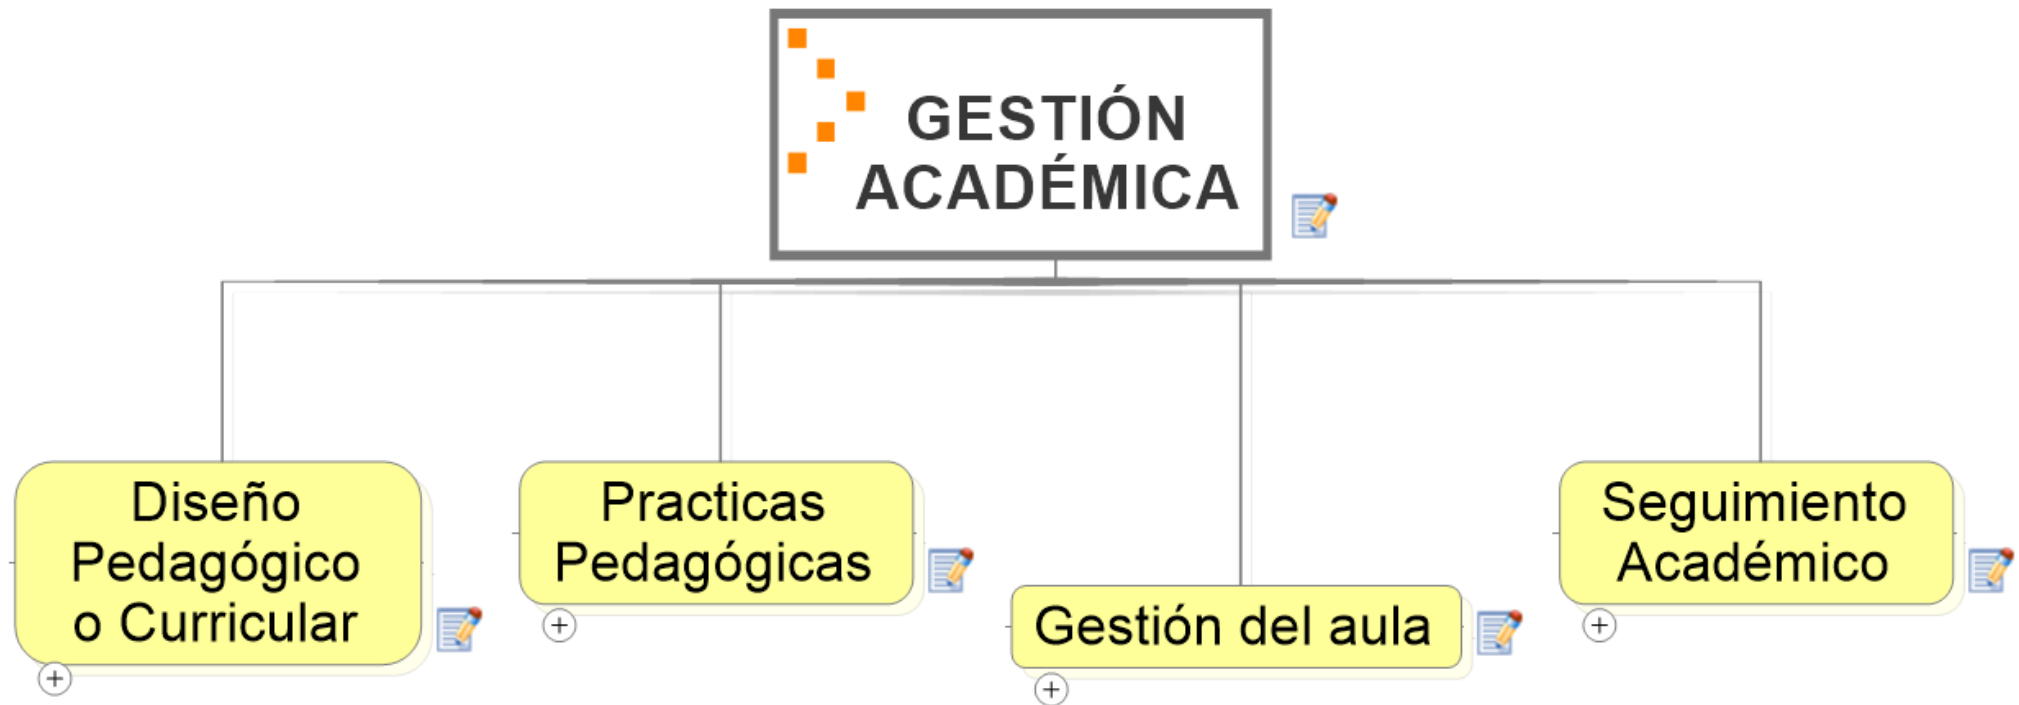 GESTIÓN
ACADÉMICA
Diseño
Pedagógico
o Curricular
Practicas
Pedagógicas
Gestión del aula
Seguimiento
Académico